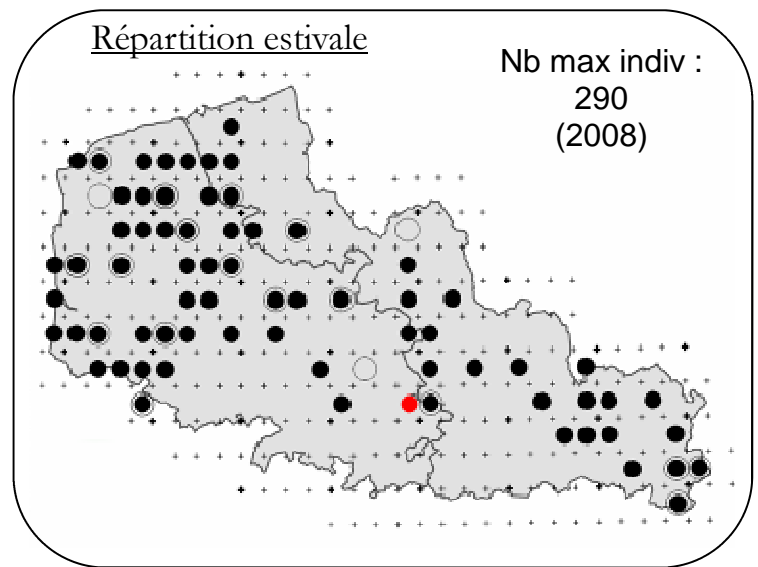 Répartition estivale
Nb max indiv :
290
(2008)